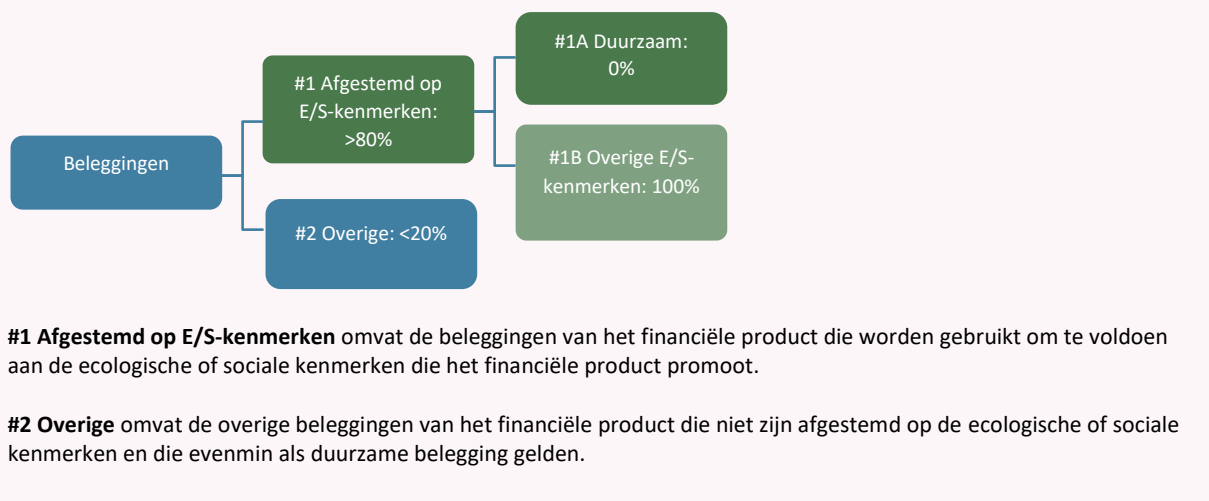 #1A Duurzaam:
0%
#1 Afgestemd op
E/S-kenmerken:
>80%
Beleggingen
#1B Overige E/S-
kenmerken: 100%
#2 Overige: <20%
#1 Afgestemd op E/S-kenmerken omvat de beleggingen van het financiële product die worden gebruikt om te voldoen
aan de ecologische of sociale kenmerken die het financiële product promoot.
#2 Overige omvat de overige beleggingen van het financiële product die niet zijn afgestemd op de ecologische of sociale
kenmerken en die evenmin als duurzame belegging gelden.